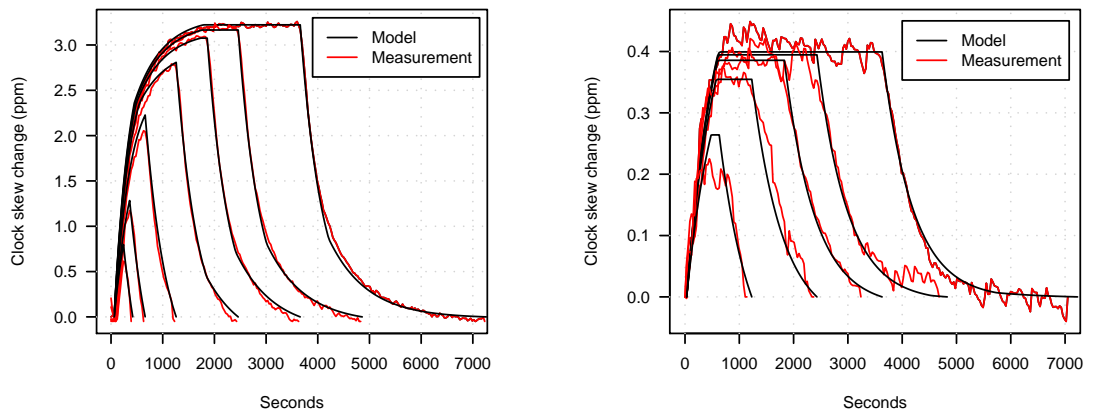 Clock skew change (ppm)
3.0
2.5
2.0
1.5
1.0
0.5
0.0
Model
Measurement
0 1000 2000 3000 4000 5000 6000 7000
Seconds
Clock skew change (ppm)
0.4
0.3
0.2
0.1
0.0
Model
Measurement
0 1000 2000 3000 4000 5000 6000 7000
Seconds